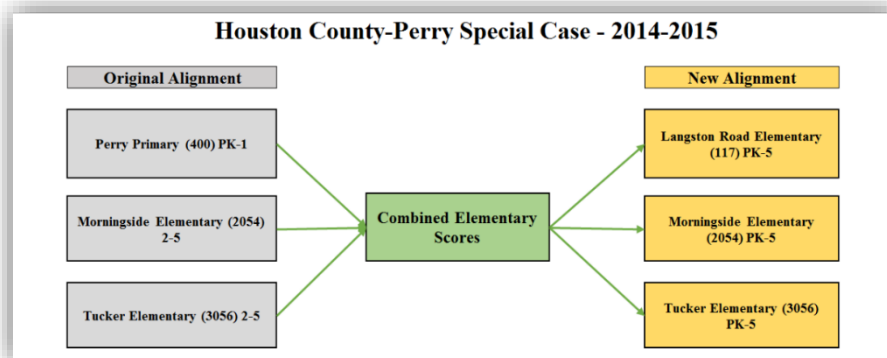 Houston County-Perry Special Case - 2014-2015
Original Alignment
New Alignment
Perry Primary (400) PK-1
Langston Road Elementary
(117) PK-5
Morningside Elementary (2054)
2-5
Combined Elementary
Scores
Morningside Elementary
(2054) PK-5
Tucker Elementary (3056) 2-5
Tucker Elementary (3056)
PK-5